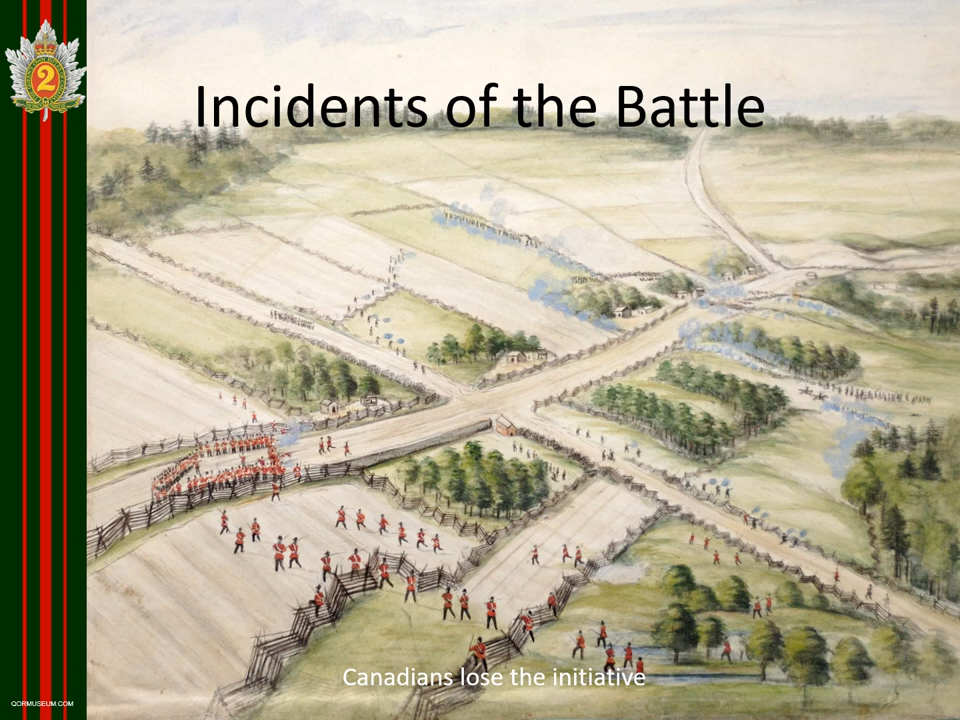 Incidents of the Battle
2
Canadians lose the initiative
QORMUSEUM.COM